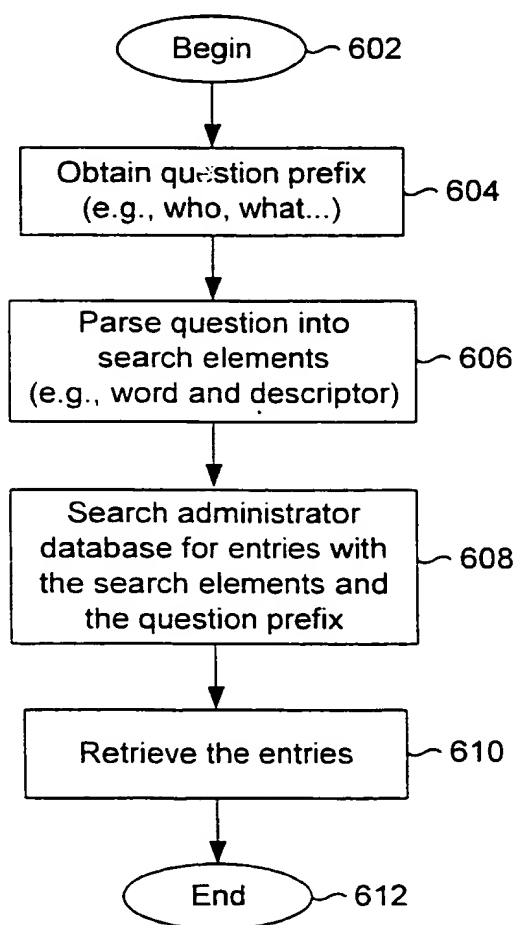 Begin
602
Obtain question prefix
(e.g., who, what...)
604
Parse question into
search elements
(e.g., word and descriptor)
606
Search administrator
database for entries with
the search elements and
the question prefix
608
Retrieve the entries
610
End
612